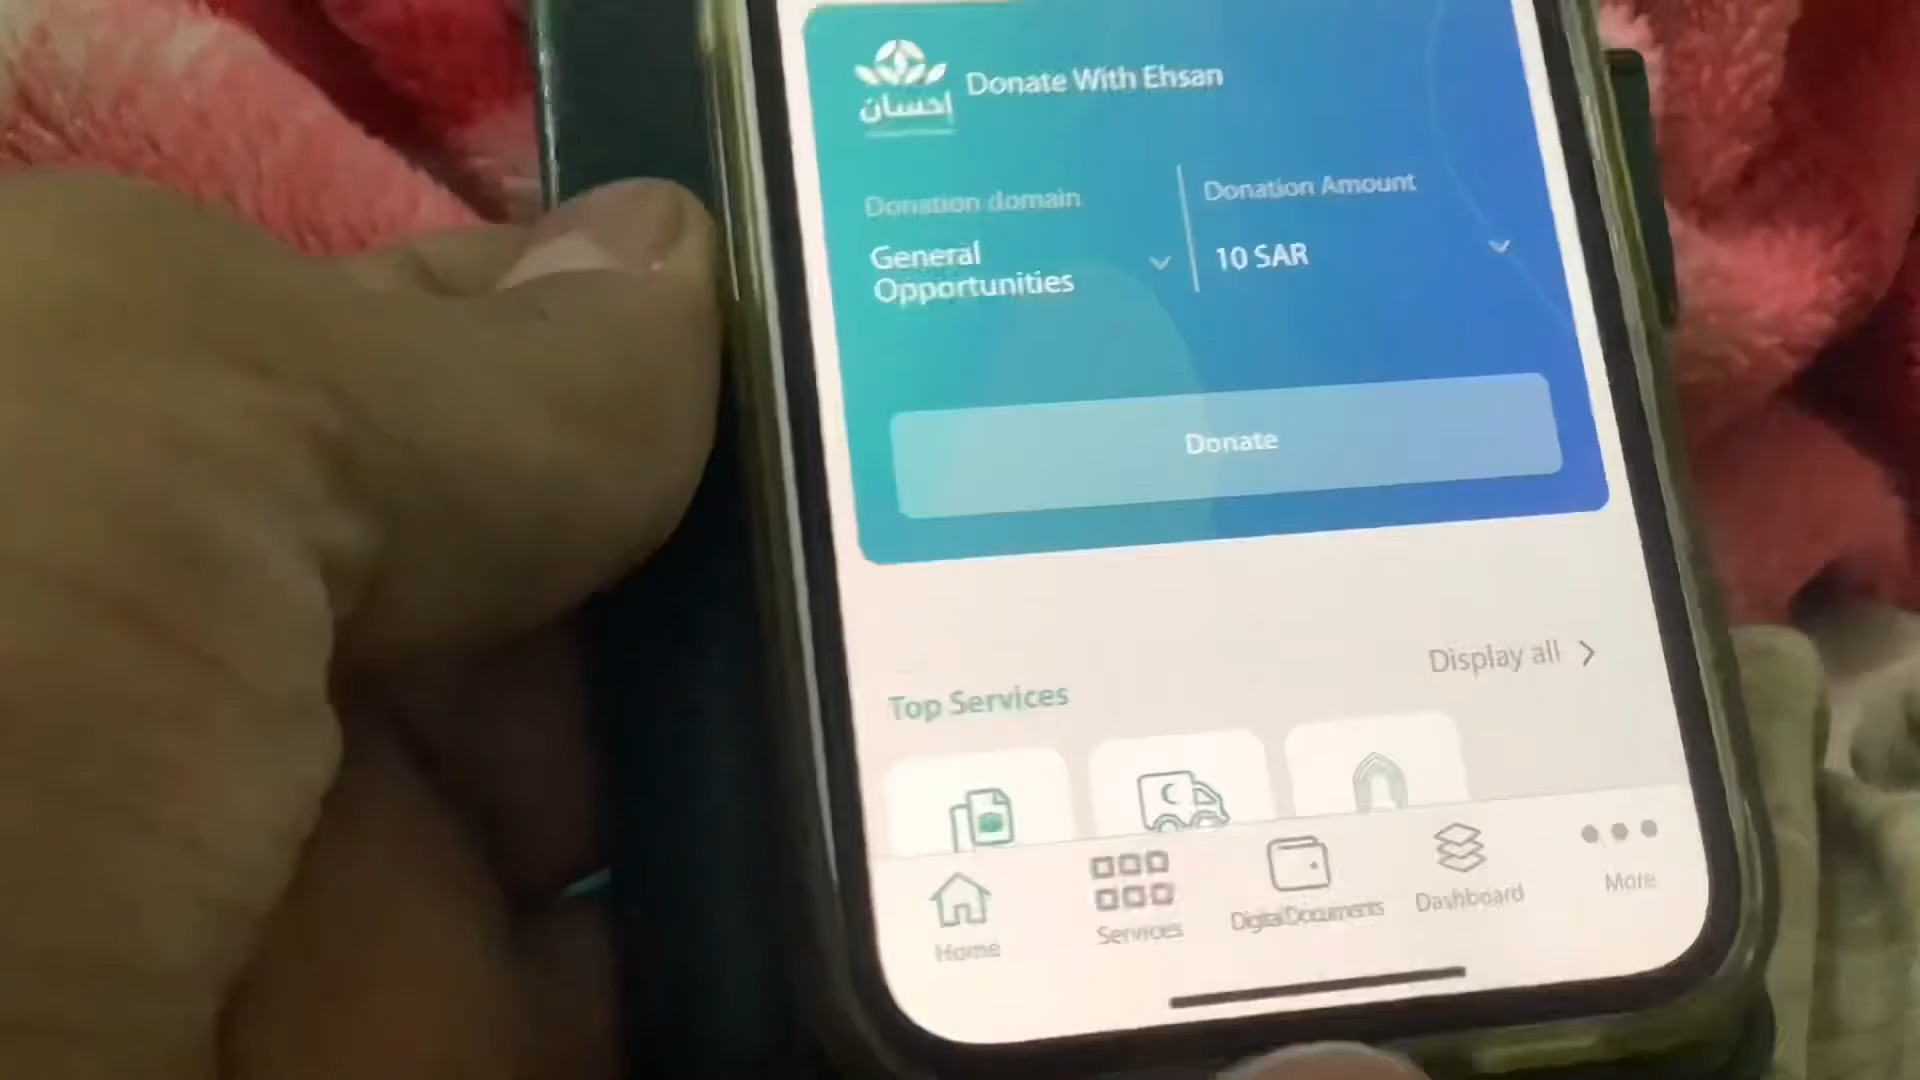 إحسان
Donate With Ehsan
Donation domain
Donation Amount
General
Opportunities
10 SAR
Donate
Display all
Top Services
Home
Services
Digital Documents
Dashboard
More